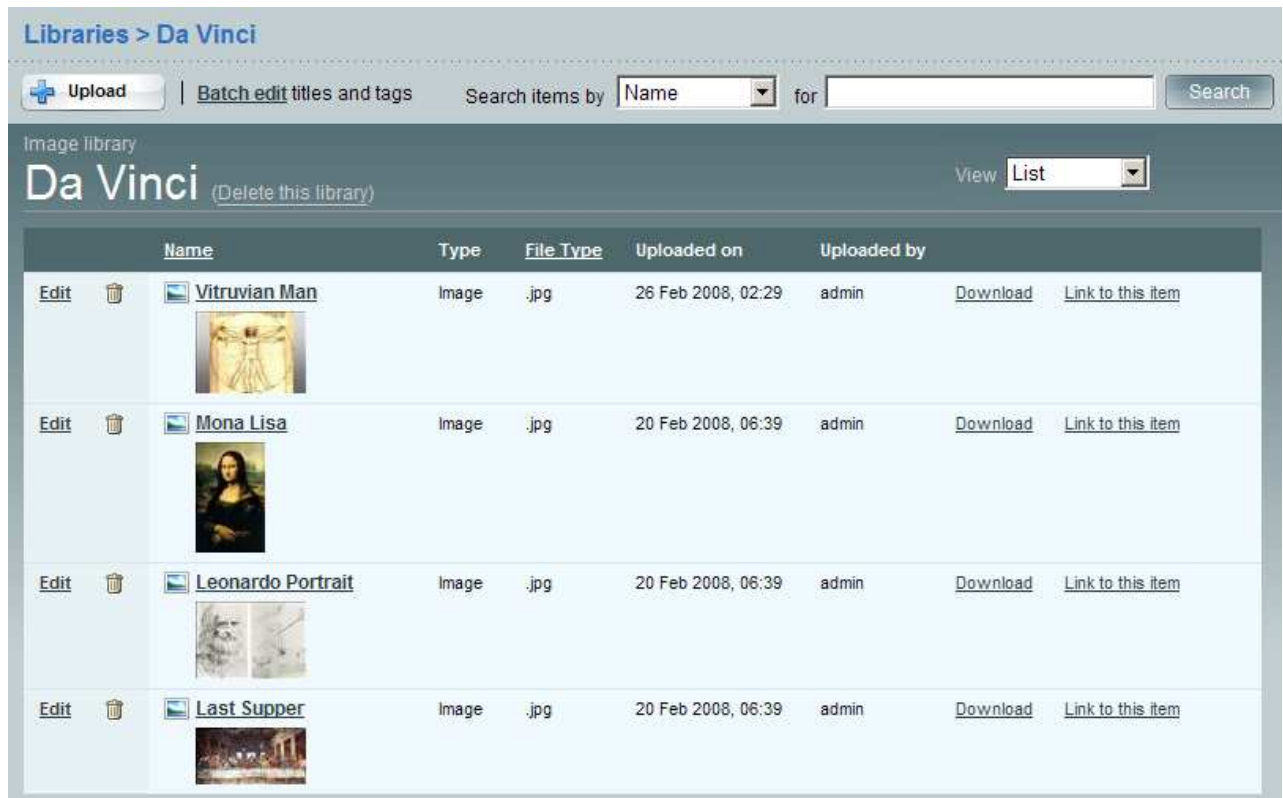 Libraries > Da Vinci
Upload | Batch edit titles and tags Search items by Name for Search
Image library
Da Vinci (Delete this library) View List
Name Type File Type Uploaded on Uploaded by
Edit Vitruvian Man Image .jpg 26 Feb 2008, 02:29 admin Download Link to this item
Edit Mona Lisa Image .jpg 20 Feb 2008, 06:39 admin Download Link to this item
Edit Leonardo Portrait Image .jpg 20 Feb 2008, 06:39 admin Download Link to this item
Edit Last Supper Image .jpg 20 Feb 2008, 06:39 admin Download Link to this item